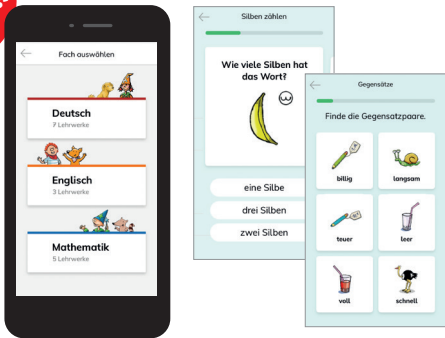 Fach auswählen
Deutsch
7 Lehrwerke
Englisch
3 Lehrwerke
Mathematik
5 Lehrwerke
Silben zählen
Wie viele Silben hat
das Wort?
eine Silbe
drei Silben
zwei Silben
Gegensätze
Finde die Gegensatzpaare.
billig
langsam
teuer
leer
voll
schnell